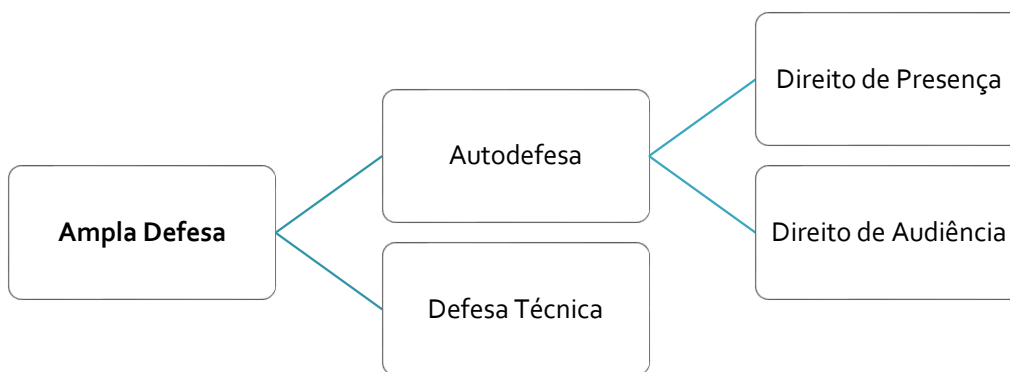 Ampla Defesa
Autodefesa
Defesa Técnica
Direito de Presença
Direito de Audiência